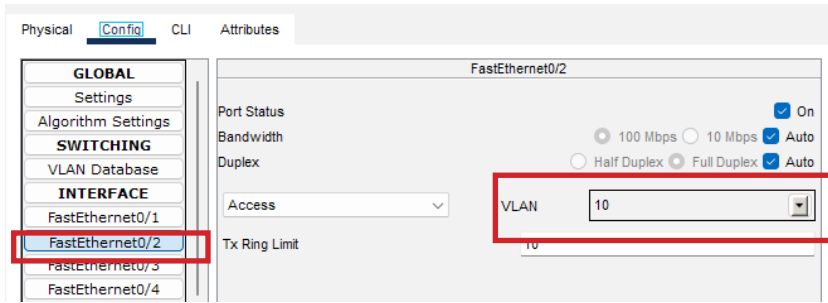 Physical Config CLI Attributes
GLOBAL
Settings
Algorithm Settings
SWITCHING
VLAN Database
INTERFACE
FastEthernet0/1
FastEthernet0/2
FastEthernet0/3
FastEthernet0/4
FastEthernet0/2
Port Status On
Bandwidth 100 Mbps 10 Mbps Auto
Duplex Half Duplex Full Duplex Auto
Access VLAN 10
Tx Ring Limit 10